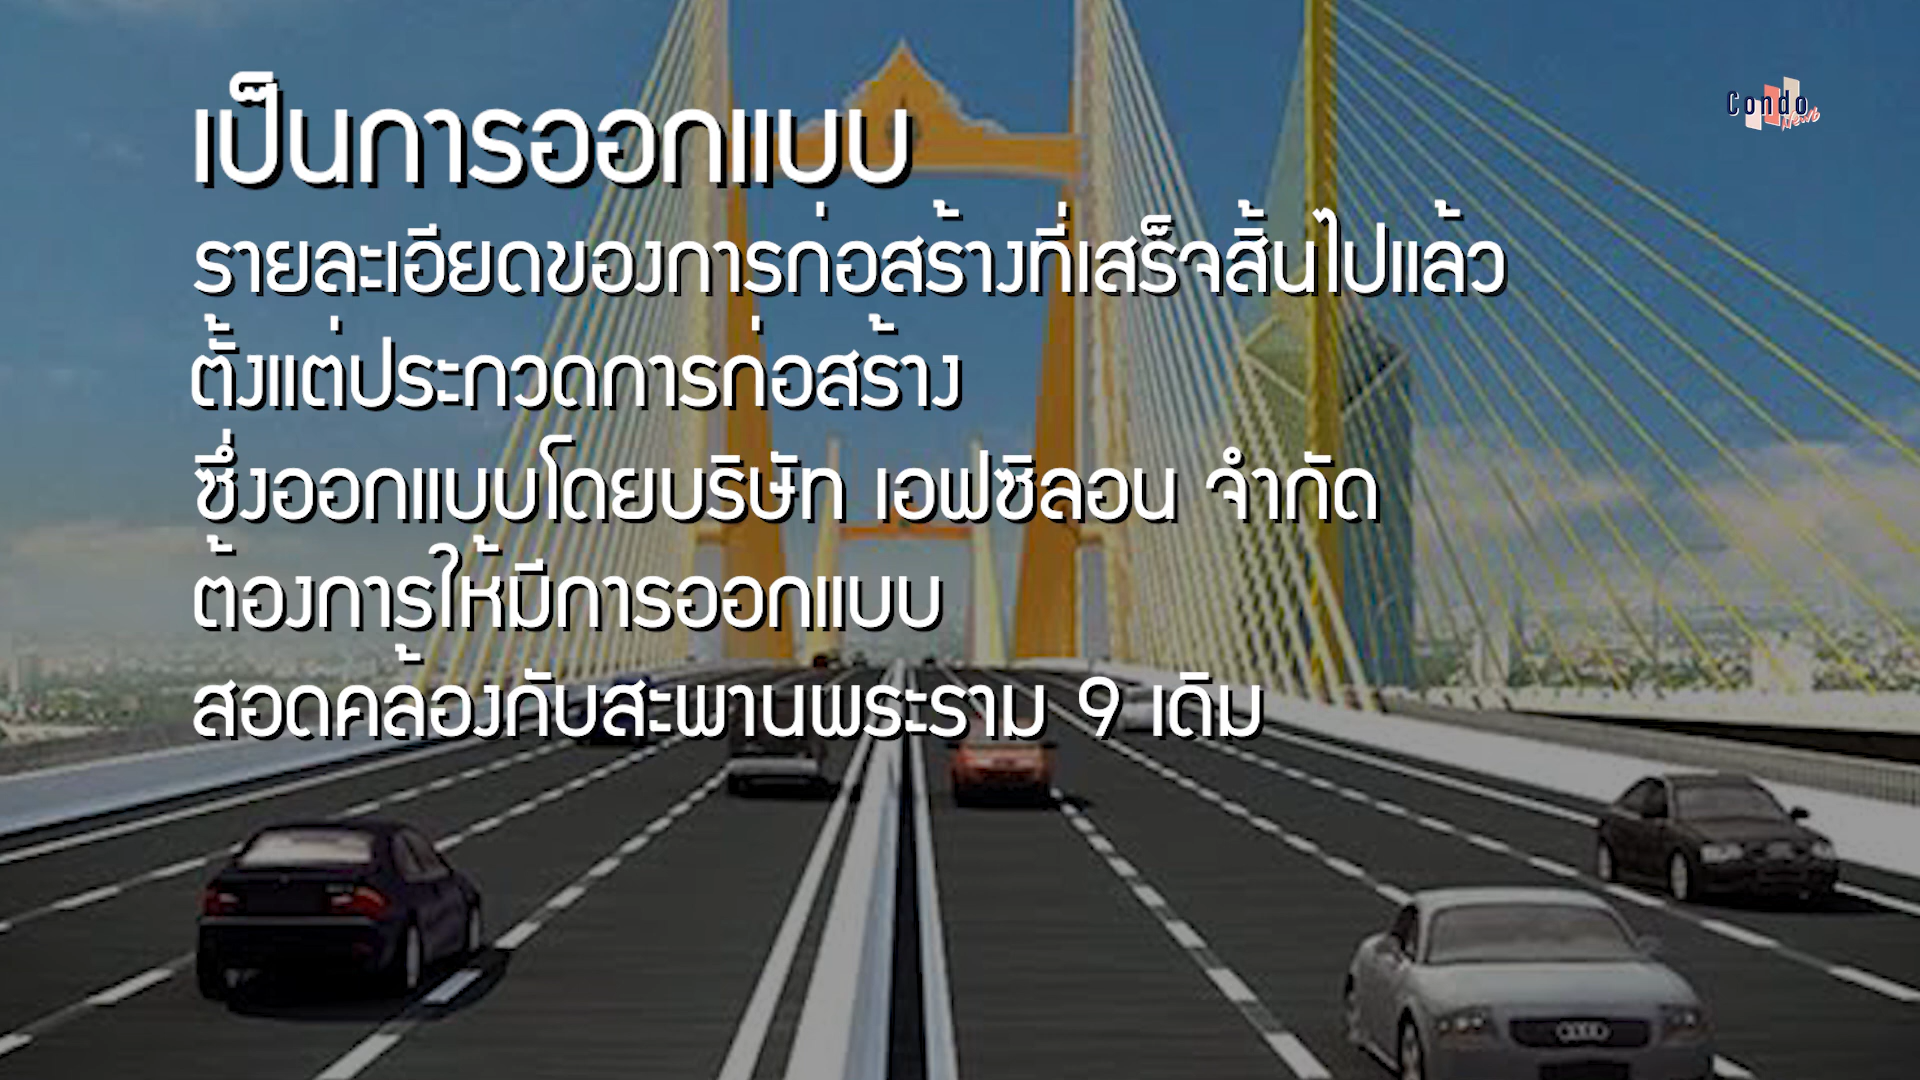 Condo
News
เป็นการออกแบบ
รายละเอียดของการก่อสร้างที่เสร็จสิ้นไปแล้ว
ตั้งแต่ประกวดการก่อสร้าง
ซึ่งออกแบบโดยบริษัท เอฟซิลอน จำกัด
ต้องการให้มีการออกแบบ
สอดคล้องกับสะพานพระราม 9 เดิม